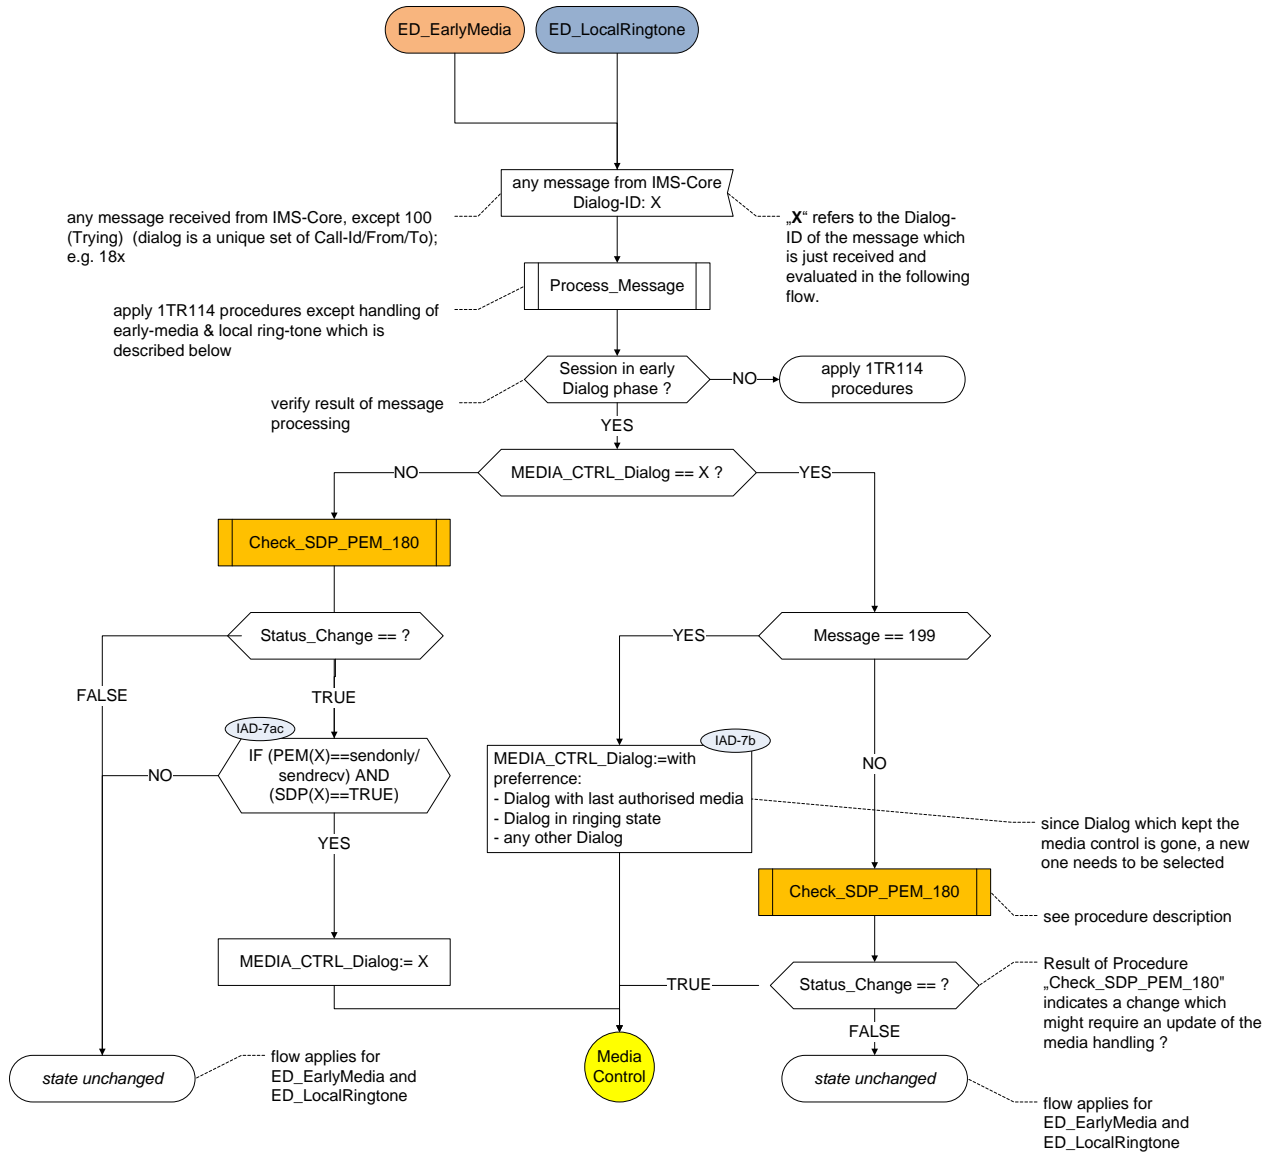 ED_EarlyMedia
ED_LocalRingtone
any message from IMS-Core
Dialog-ID: X
any message received from IMS-Core, except 100
(Trying)  (dialog is a unique set of Call-Id/From/To);
e.g. 18x
„X“ refers to the Dialog-
ID of the message which
is just received and
evaluated in the following
flow.
Process_Message
apply 1TR114 procedures except handling of
early-media & local ring-tone which is
described below
Session in early
Dialog phase ?
NO
apply 1TR114
procedures
verify result of message
processing
YES
NO
MEDIA_CTRL_Dialog == X ?
YES
Check_SDP_PEM_180
Status_Change == ?
YES
Message == 199
FALSE
TRUE
IAD-7ac
IF (PEM(X)==sendonly/
sendrecv) AND
(SDP(X)==TRUE)
NO
IAD-7b
MEDIA_CTRL_Dialog:=with
preferrence:
- Dialog with last authorised media
- Dialog in ringing state
- any other Dialog
NO
YES
since Dialog which kept the
media control is gone, a new
one needs to be selected
Check_SDP_PEM_180
see procedure description
MEDIA_CTRL_Dialog:= X
TRUE
Status_Change == ?
Result of Procedure
„Check_SDP_PEM_180"
indicates a change which
might require an update of the
media handling ?
FALSE
state unchanged
flow applies for
ED_EarlyMedia and
ED_LocalRingtone
Media
Control
state unchanged
flow applies for
ED_EarlyMedia and
ED_LocalRingtone